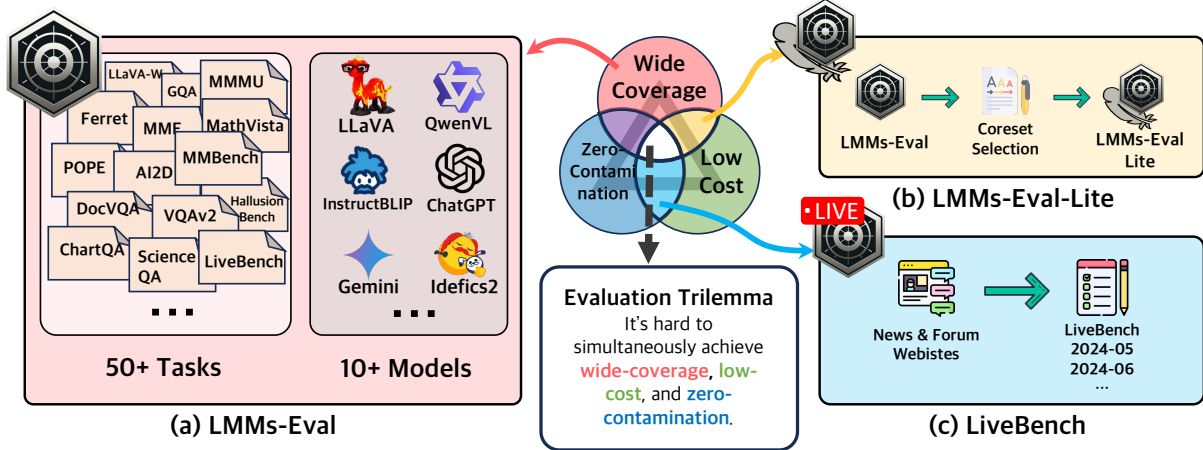 LLaVA-W
GQA
MMMU
Ferret
MME
MathVista
POPE
AI2D
MMBench
DocVQA
VQAv2
Hallusion
Bench
ChartQA
Science
QA
LiveBench
...
50+ Tasks
LLaVA
QwenVL
InstructBLIP
ChatGPT
Gemini
Idefics2
...
10+ Models
(a) LMMs-Eval
Wide
Coverage
Zero-
Contami
nation
Low
Cost
Evaluation Trilemma
It's hard to
simultaneously achieve
wide-coverage, low-
cost, and zero-
contamination.
LMMs-Eval
AAA
Coreset
Selection
LMMs-Eval
Lite
(b) LMMs-Eval-Lite
LIVE
News & Forum
Webistes
LiveBench
2024-05
2024-06
...
(c) LiveBench